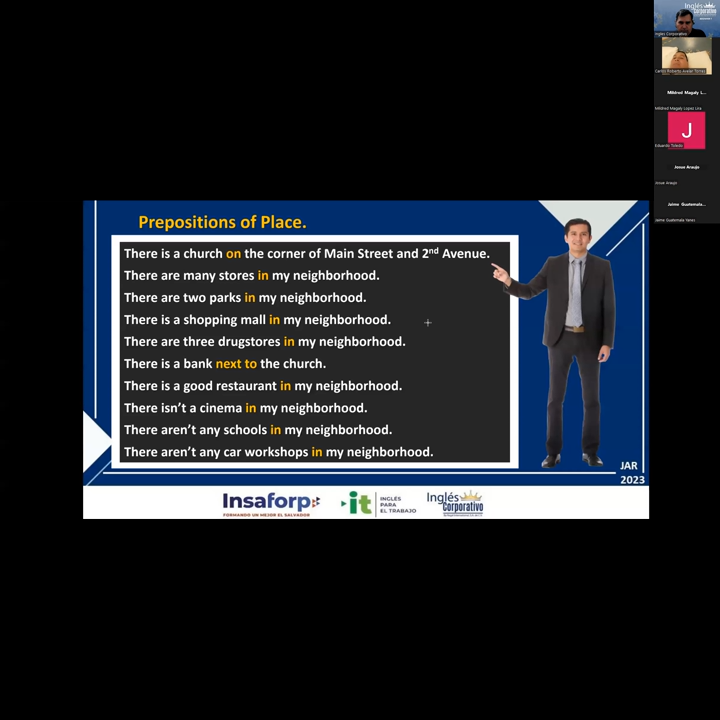 Inglés
Corporativo
Ingles Corporativo
Carlos Roberto Avelar Torres
Mildred Magaly L...
Mildred Magaly Lopez Lira
J
Eduardo Toledo
Josue Araujo
Josue Araujo
Jaime Guatemala...
Jaime Guatemala Yanes
Prepositions of Place.
There is a church on the corner of Main Street and 2nd Avenue.
There are many stores in my neighborhood.
There are two parks in my neighborhood.
There is a shopping mall in my neighborhood.
There are three drugstores in my neighborhood.
There is a bank next to the church.
There is a good restaurant in my neighborhood.
There isn't a cinema in my neighborhood.
There aren't any schools in my neighborhood.
There aren't any car workshops in my neighborhood.
JAR
2023
Insaforp
FORMANDO UN MEJOR EL SALVADOR
it
INGLÉS
PARA
EL TRABAJO
Inglés
Corporativo